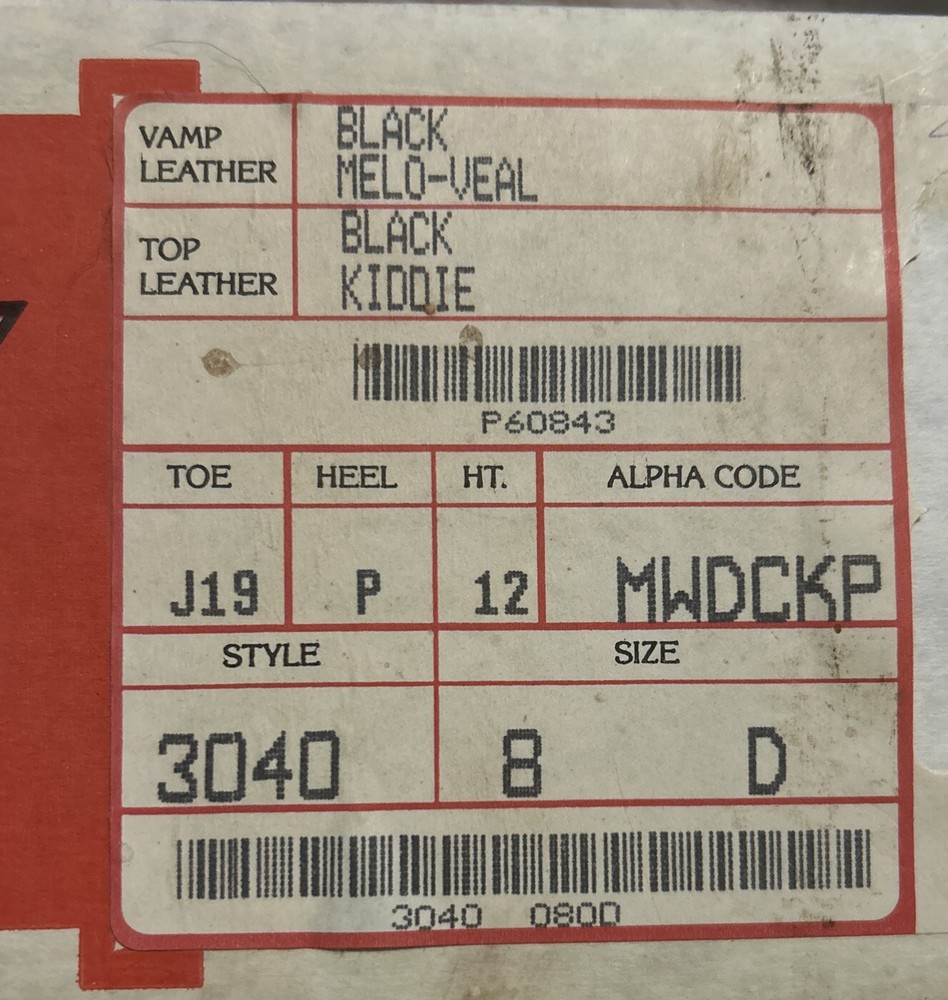 VAMP LEATHER
BLACK
MELO-VEAL
TOP LEATHER
BLACK
KIDDIE
P60843
TOE HEEL HT. ALPHA CODE
J19 P 12 MWDCKP
STYLE SIZE
3040 8 D
3040 080D